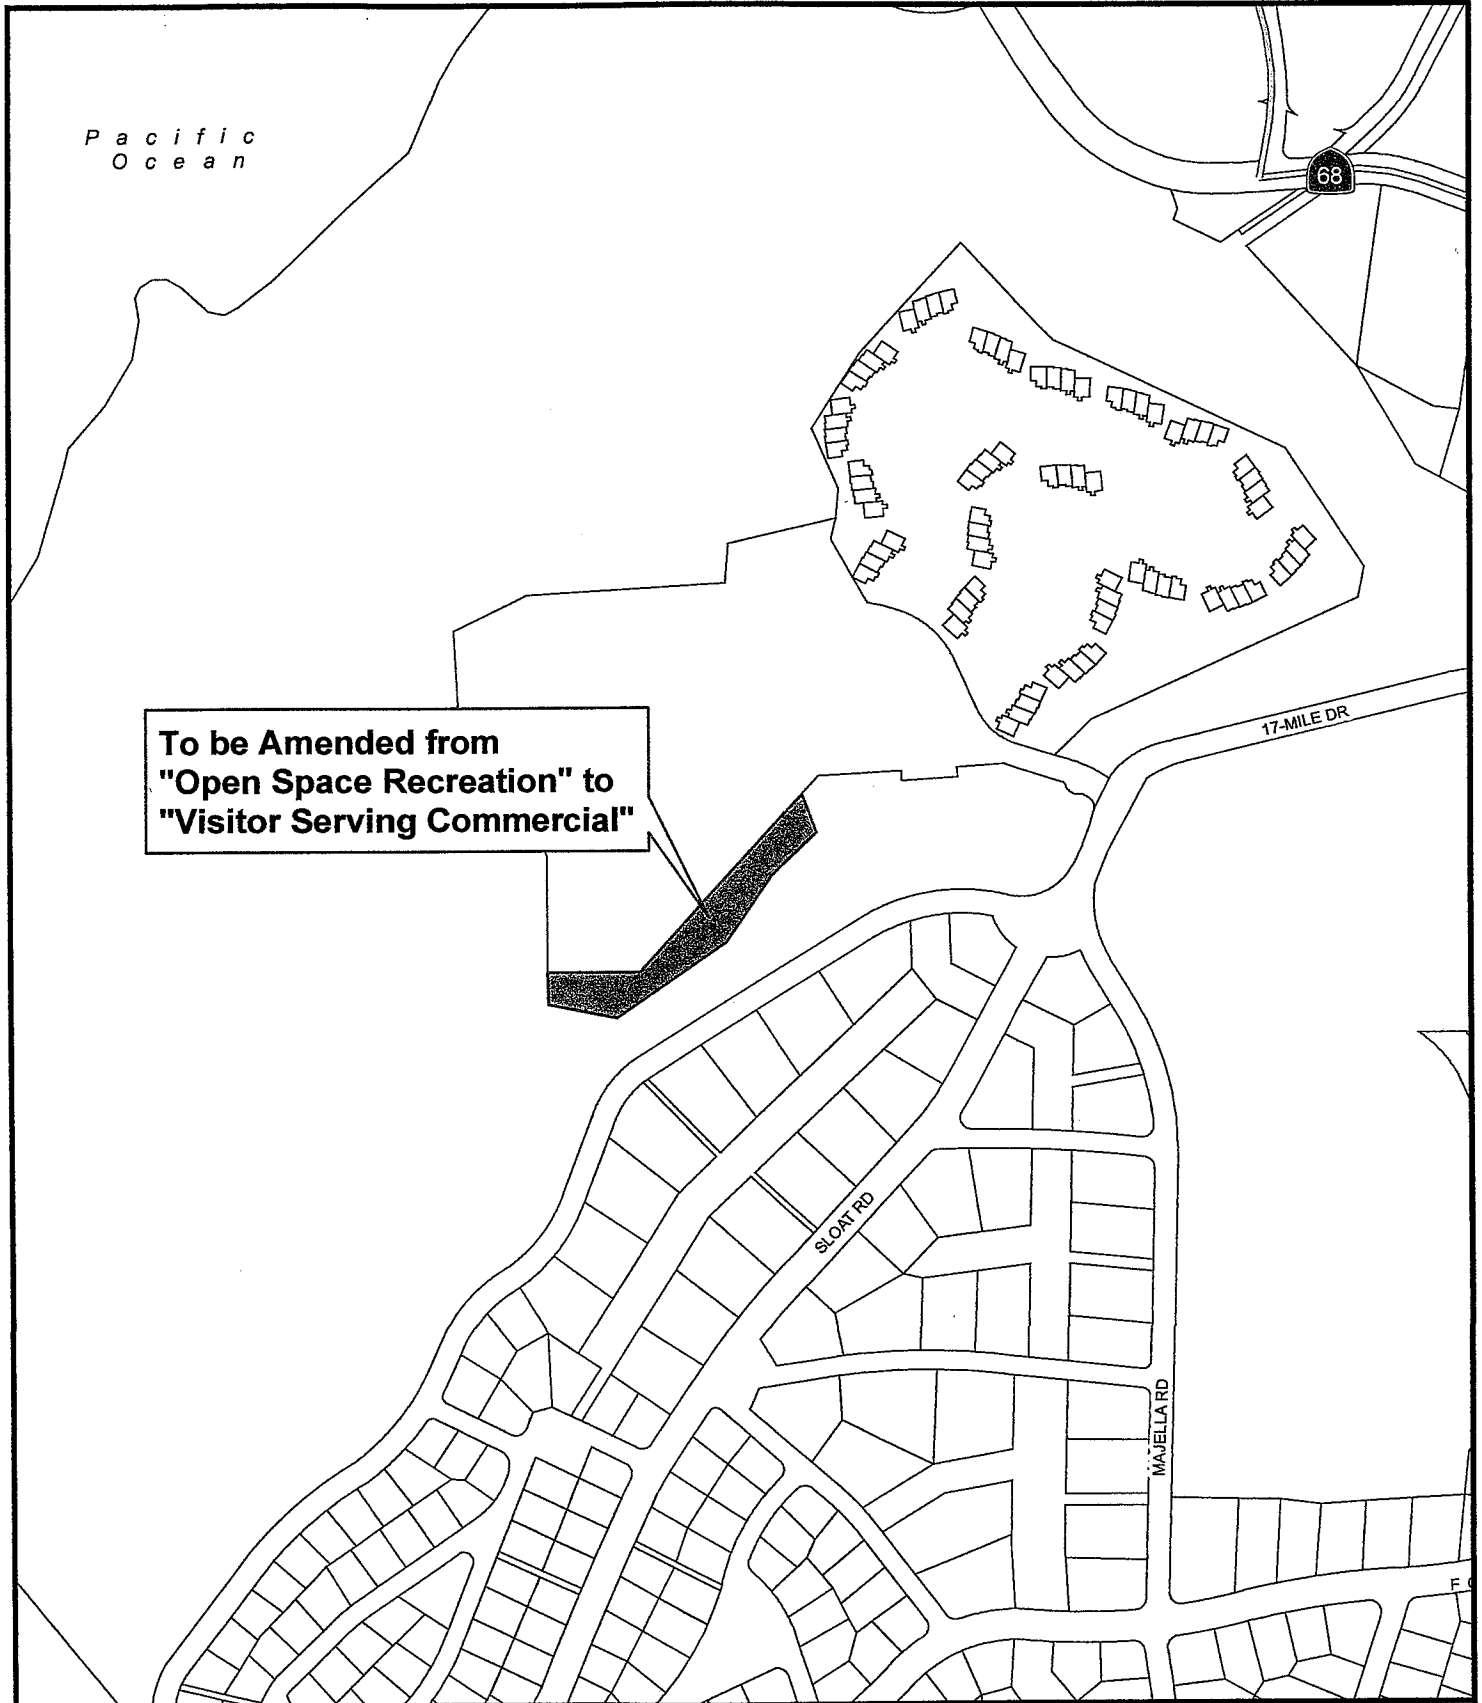 Pacific
Ocean
68
17-MILE DR
To be Amended from
"Open Space Recreation" to
"Visitor Serving Commercial"
SLOAT RD
MAJELLA RD
F